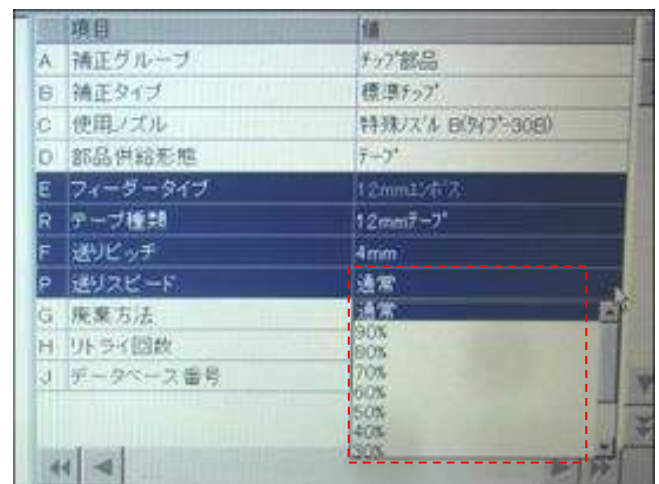 項目 値
A 補正グループ チップ部品
B 補正タイプ 標準チップ
C 使用ノズル 特殊ノズル B(タイプ-30B)
D 部品供給形態 テープ
E フィーダータイプ 12mmエンボス
R テープ種類 12mmテープ
F 送りピッチ 4mm
P 送りスピード 通常
通常
G 廃棄方法
90%
80%
H リトライ回数
70%
J データベース番号
60%
50%
40%
30%